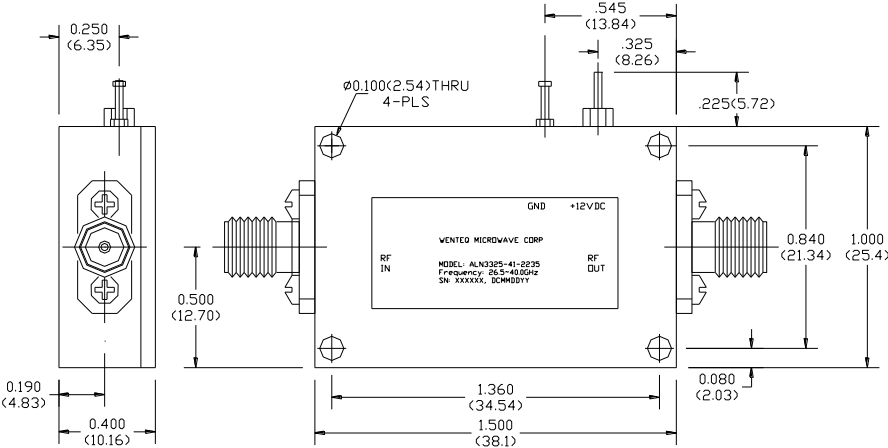 0.250
(6.35)
.545
(13.84)
.325
(8.26)
Ø0.100(2.54)THRU
4-PLS
.225(5.72)
GND +12VDC
WENTEQ MICROWAVE CORP
RF
IN
MODEL: ALN3325-41-2235
Frequency: 26.5-40.0GHz
SN: XXXXXX, DCMMDDYY
RF
OUT
0.840
(21.34)
1.000
(25.4)
0.500
(12.70)
0.190
(4.83)
0.400
(10.16)
1.360
(34.54)
1.500
(38.1)
0.080
(2.03)